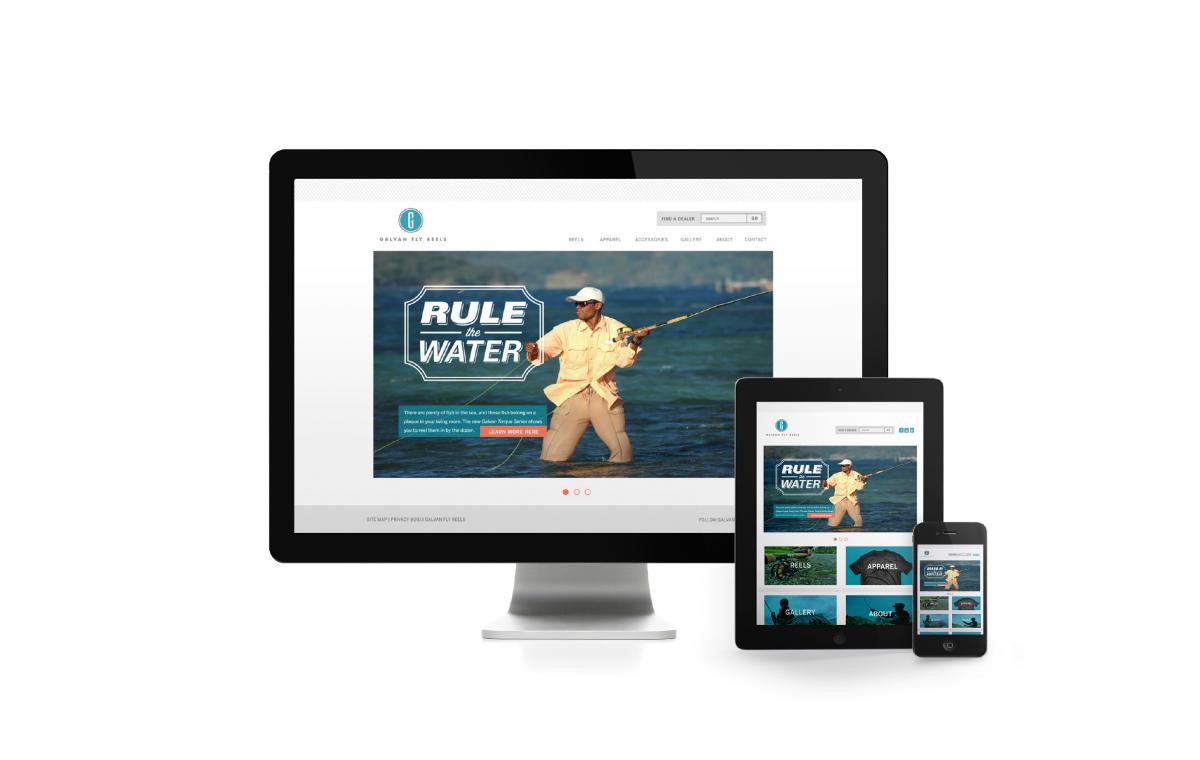 G
GALVAN FLY REELS
FIND A DEALER search GO
REELS APPAREL ACCESSORIES GALLERY ABOUT CONTACT
RULE
the
WATER
There are plenty of fish in the sea, and those fish belong on a
plaque in your living room. The new Galvan Torque Series allows
you to reel them in by the dozen.
LEARN MORE HERE
SITE MAP | PRIVACY ©2013 GALVAN FLY REELS
FOLLOW GALVAN
G
GALVAN FLY REELS
FIND A DEALER search GO
RULE
the
WATER
LEARN MORE HERE
REELS APPAREL
GALLERY ABOUT
RULE
WATER